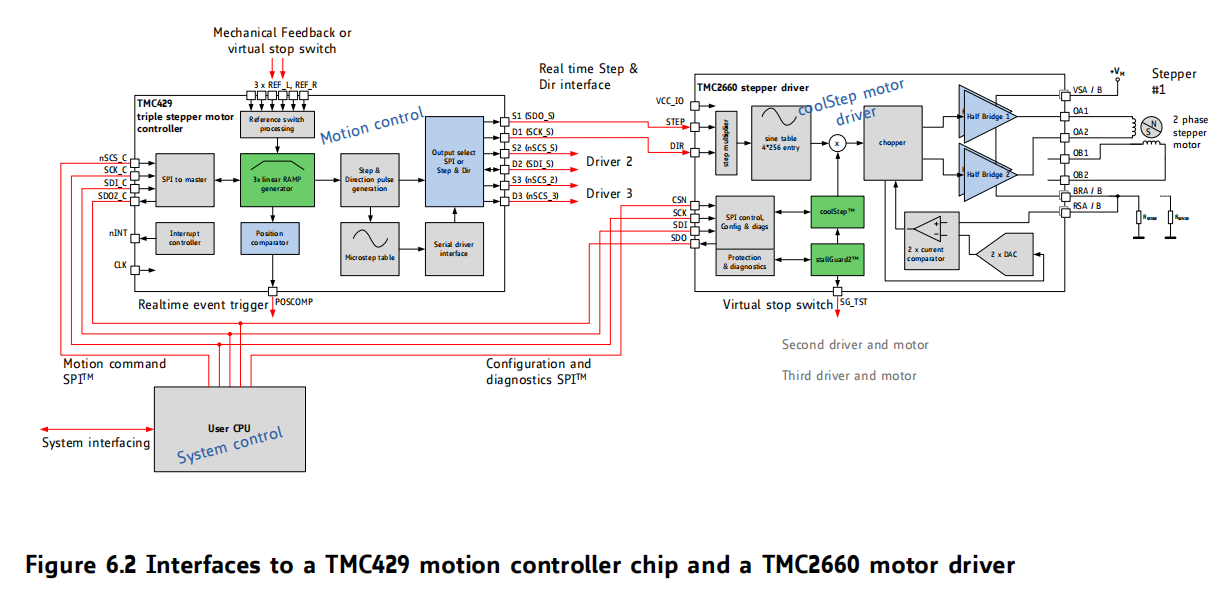 Mechanical Feedback or
virtual stop switch
3 x REF_L, REF_R
TMC429
triple stepper motor
controller
Reference switch
processing
Motion control
nSCS_C
SCK_C
SDI_C
SDOZ_C
nINT
CLK
SPI to master
3x linear RAMP
generator
Step &
Direction pulse
generation
Output select
SPI or
Step & Dir
Interrupt
controller
Position
comparator
Microstep table
Serial driver
interface
Realtime event trigger
POSCOMP
Real time Step &
Dir interface
S1 (SDO_S)
D1 (SCK_S)
S2 (nSCS_S)
D2 (SDI_S)
S3 (nSCS_2)
D3 (nSCS_3)
Driver 2
Driver 3
TMC2660 stepper driver
coolStep motor
driver
VCC_IO
STEP
DIR
CSN
SCK
SDI
SDO
step multiplier
sine table
4*256 entry
x
chopper
Half Bridge 1
Half Bridge 2
SPI control,
Config & diags
Protection
& diagnostics
coolStep™
stallGuard2™
2 x current
comparator
2 x DAC
+VM
VSA / B
OA1
OA2
OB1
OB2
BRA / B
RSA / B
Stepper
#1
N
S
2 phase
stepper
motor
RSENSE
RSENSE
Virtual stop switch
SG_TST
Second driver and motor
Third driver and motor
Motion command
SPI™
Configuration and
diagnostics SPI™
User CPU
System control
System interfacing
Figure 6.2 Interfaces to a TMC429 motion controller chip and a TMC2660 motor driver